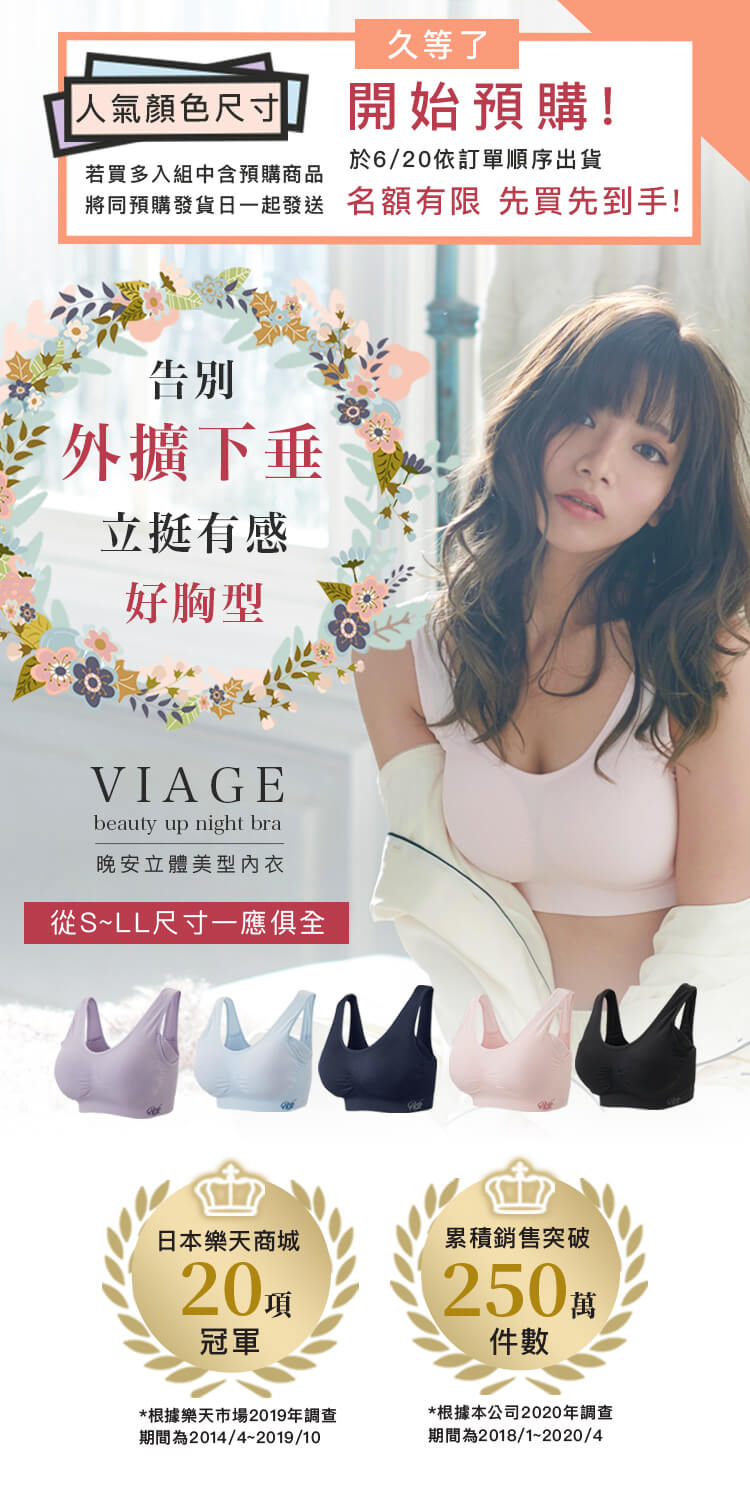 久等了
人氣顏色尺寸
開始預購!
若買多入組中含預購商品
將同預購發貨日一起發送
於6/20依訂單順序出貨
名額有限 先買先到手!
告別
外擴下垂
立挺有感
好胸型
VIAGE
beauty up night bra
晚安立體美型內衣
從S~LL尺寸一應俱全
日本樂天商城
20項
冠軍
累積銷售突破
250萬
件數
*根據樂天市場2019年調查
期間為2014/4~2019/10
*根據本公司2020年調查
期間為2018/1~2020/4